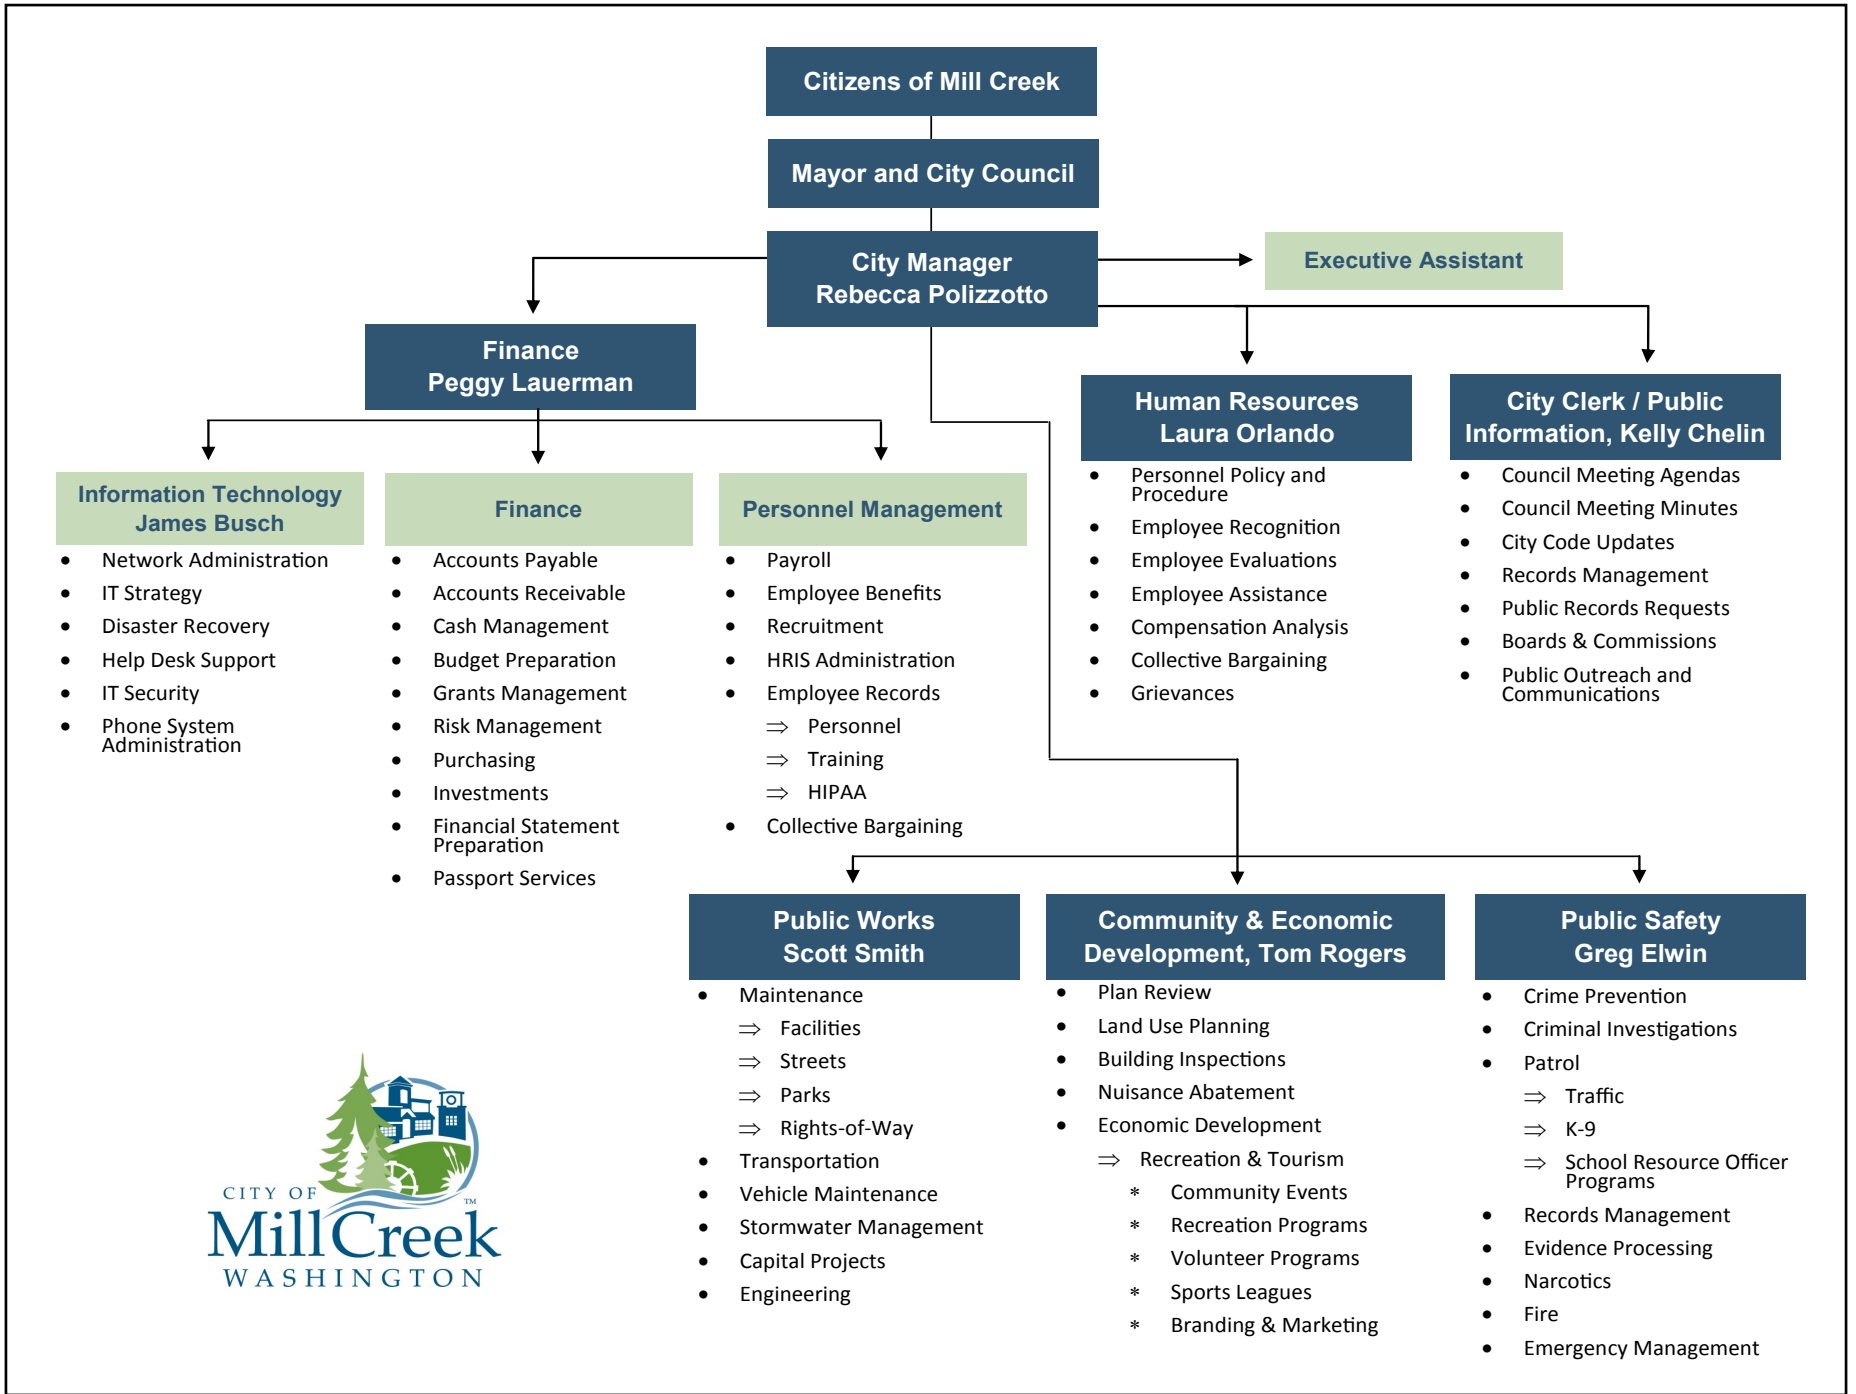 Citizens of Mill Creek
Mayor and City Council
City Manager
Rebecca Polizzotto
Executive Assistant
Finance
Peggy Lauerman
Human Resources
Laura Orlando
• Personnel Policy and
Procedure
• Employee Recognition
• Employee Evaluations
• Employee Assistance
• Compensation Analysis
• Collective Bargaining
• Grievances
City Clerk / Public
Information, Kelly Chelin
• Council Meeting Agendas
• Council Meeting Minutes
• City Code Updates
• Records Management
• Public Records Requests
• Boards & Commissions
• Public Outreach and
Communications
Information Technology
James Busch
• Network Administration
• IT Strategy
• Disaster Recovery
• Help Desk Support
• IT Security
• Phone System
Administration
Finance
• Accounts Payable
• Accounts Receivable
• Cash Management
• Budget Preparation
• Grants Management
• Risk Management
• Purchasing
• Investments
• Financial Statement
Preparation
• Passport Services
Personnel Management
• Payroll
• Employee Benefits
• Recruitment
• HRIS Administration
• Employee Records
⇒ Personnel
⇒ Training
⇒ HIPAA
• Collective Bargaining
Public Works
Scott Smith
• Maintenance
⇒ Facilities
⇒ Streets
⇒ Parks
⇒ Rights-of-Way
• Transportation
• Vehicle Maintenance
• Stormwater Management
• Capital Projects
• Engineering
Community & Economic
Development, Tom Rogers
• Plan Review
• Land Use Planning
• Building Inspections
• Nuisance Abatement
• Economic Development
⇒ Recreation & Tourism
* Community Events
* Recreation Programs
* Volunteer Programs
* Sports Leagues
* Branding & Marketing
Public Safety
Greg Elwin
• Crime Prevention
• Criminal Investigations
• Patrol
⇒ Traffic
⇒ K-9
⇒ School Resource Officer
Programs
• Records Management
• Evidence Processing
• Narcotics
• Fire
• Emergency Management
CITY OF
Mill Creek
WASHINGTON
TM